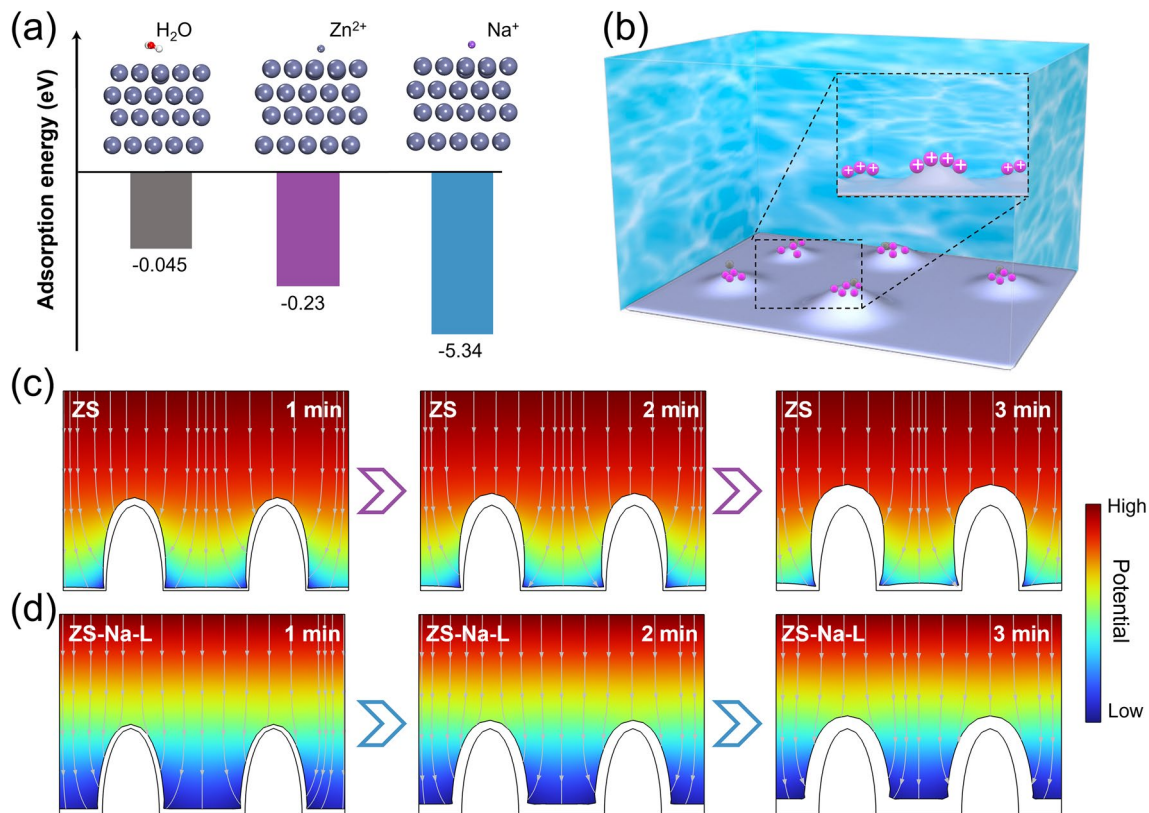 (a)
H₂O
Zn²⁺
Na⁺
Adsorption energy (eV)
-0.045
-0.23
-5.34
(b)
+ + + + + + + + +
(c)
ZS 1 min
ZS 2 min
ZS 3 min
(d)
ZS-Na-L 1 min
ZS-Na-L 2 min
ZS-Na-L 3 min
High
Potential
Low